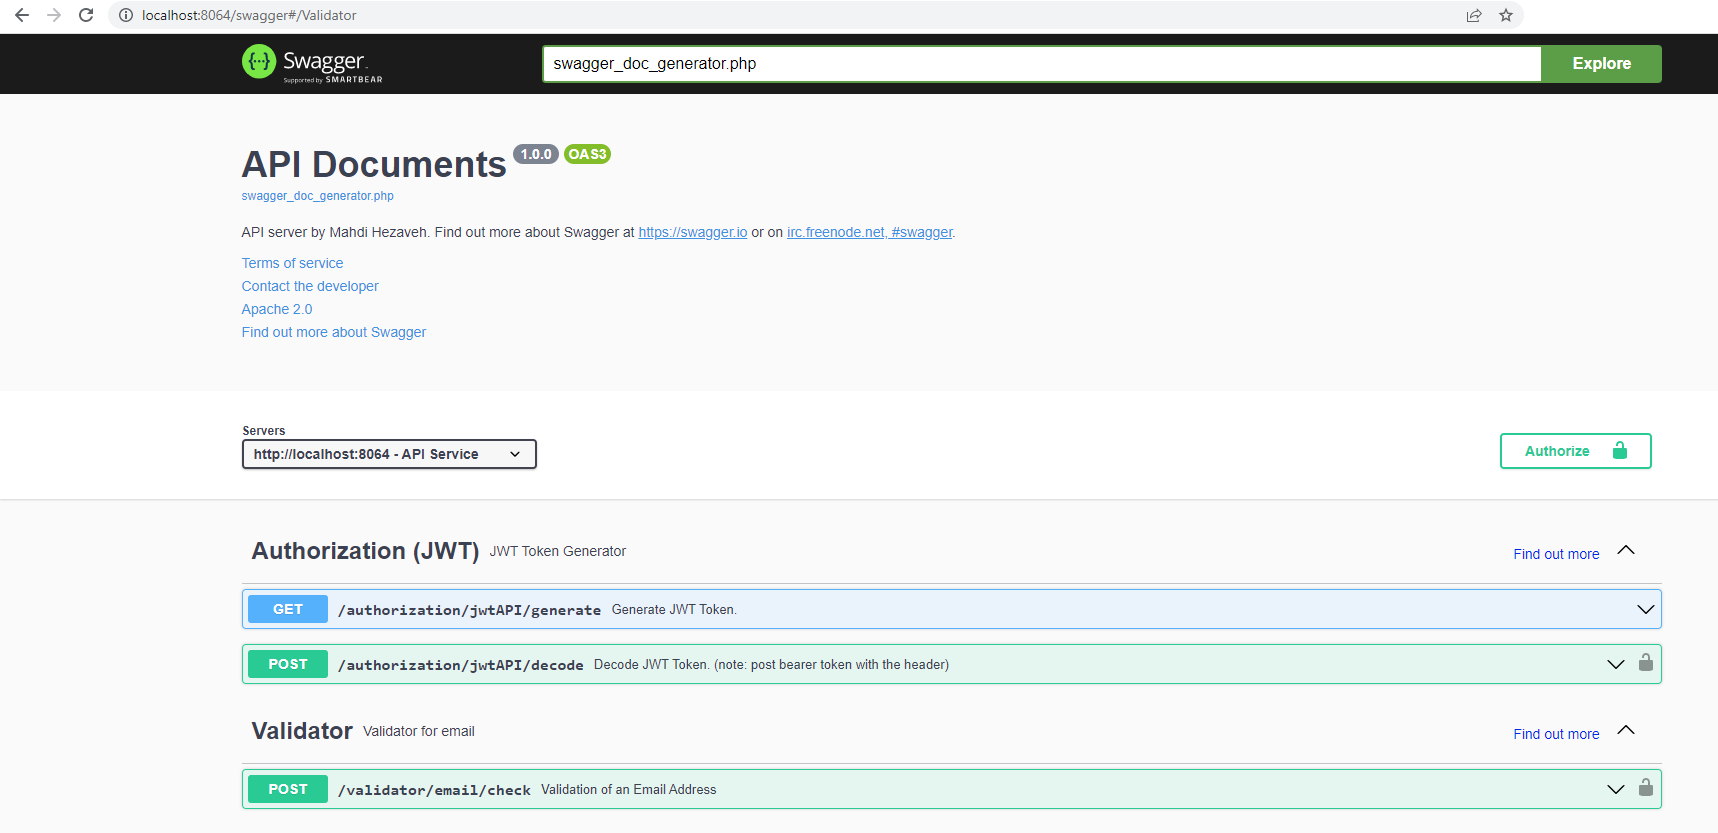 localhost:8064/swagger#/Validator
Swagger
Supported by SMARTBEAR
swagger_doc_generator.php
Explore
API Documents 1.0.0 OAS3
swagger_doc_generator.php
API server by Mahdi Hezaveh. Find out more about Swagger at https://swagger.io or on irc.freenode.net, #swagger.
Terms of service
Contact the developer
Apache 2.0
Find out more about Swagger
Servers
http://localhost:8064 - API Service
Authorize
Authorization (JWT) JWT Token Generator Find out more
GET /authorization/jwtAPI/generate Generate JWT Token.
POST /authorization/jwtAPI/decode Decode JWT Token. (note: post bearer token with the header)
Validator Validator for email Find out more
POST /validator/email/check Validation of an Email Address